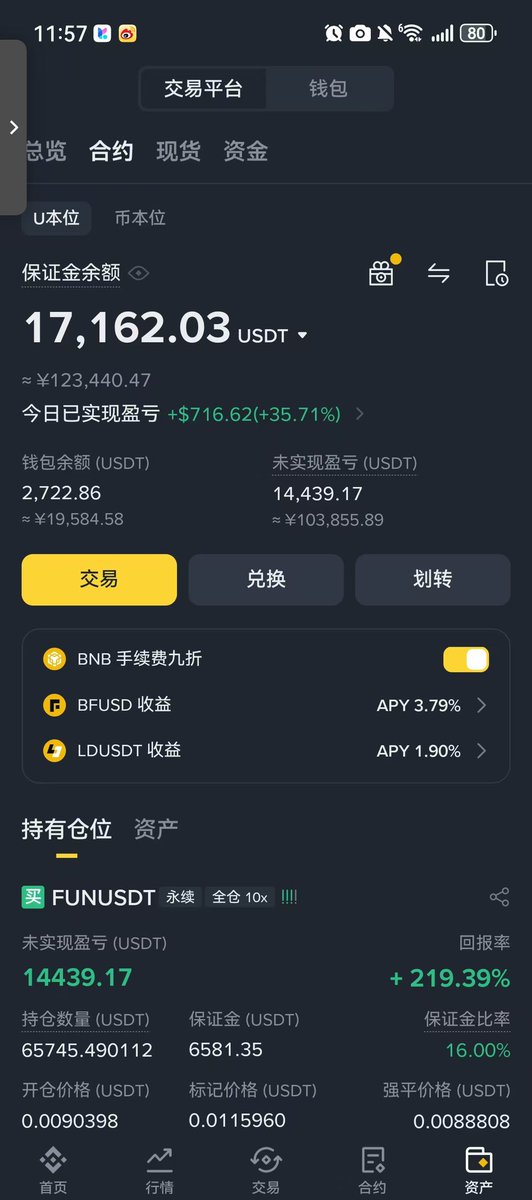 11:57
6
80
交易平台 钱包
总览 合约 现货 资金
U本位 币本位
保证金余额
17,162.03 USDT
≈ ¥123,440.47
今日已实现盈亏 +$716.62(+35.71%)
钱包余额 (USDT) 未实现盈亏 (USDT)
2,722.86 14,439.17
≈ ¥19,584.58 ≈ ¥103,855.89
交易 兑换 划转
BNB 手续费九折
BFUSD 收益 APY 3.79%
LDUSDT 收益 APY 1.90%
持有仓位 资产
买 FUNUSDT 永续 全仓 10x !!!!
未实现盈亏 (USDT) 回报率
14439.17 + 219.39%
持仓数量 (USDT) 保证金 (USDT) 保证金比率
65745.490112 6581.35 16.00%
开仓价格 (USDT) 标记价格 (USDT) 强平价格 (USDT)
0.0090398 0.0115960 0.0088808
首页 行情 交易 合约 资产